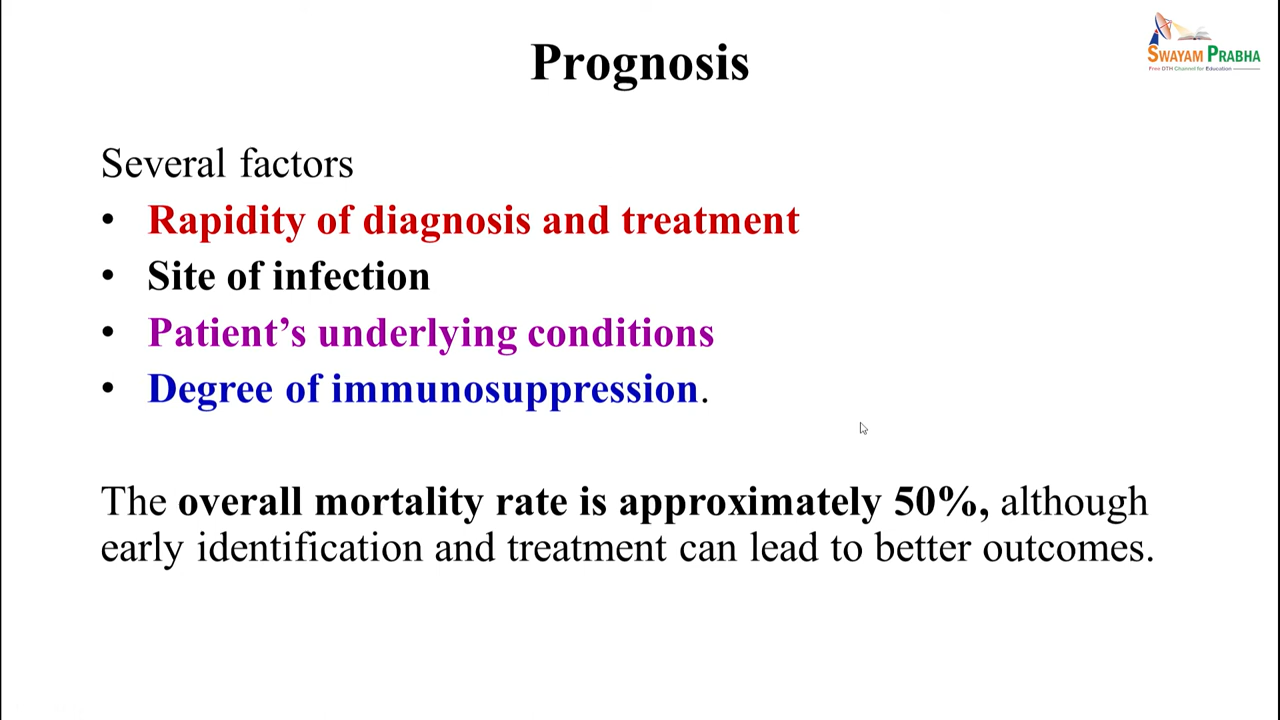 SWAYAM PRABHA
Free DTH Channel for Education
Prognosis
Several factors
• Rapidity of diagnosis and treatment
• Site of infection
• Patient’s underlying conditions
• Degree of immunosuppression.
The overall mortality rate is approximately 50%, although
early identification and treatment can lead to better outcomes.